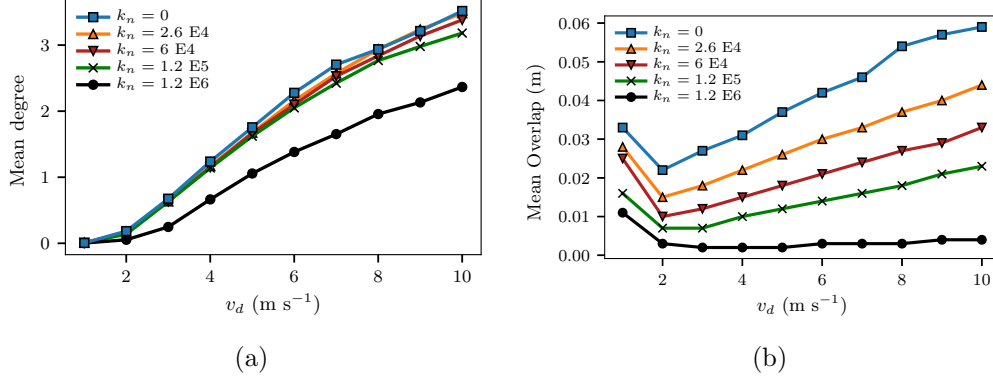 Mean degree
3
2
1
0
k_n = 0
k_n = 2.6 E4
k_n = 6 E4
k_n = 1.2 E5
k_n = 1.2 E6
2 4 6 8 10
v_d (m s⁻¹)
(a)
Mean Overlap (m)
0.06
0.05
0.04
0.03
0.02
0.01
0.00
k_n = 0
k_n = 2.6 E4
k_n = 6 E4
k_n = 1.2 E5
k_n = 1.2 E6
2 4 6 8 10
v_d (m s⁻¹)
(b)